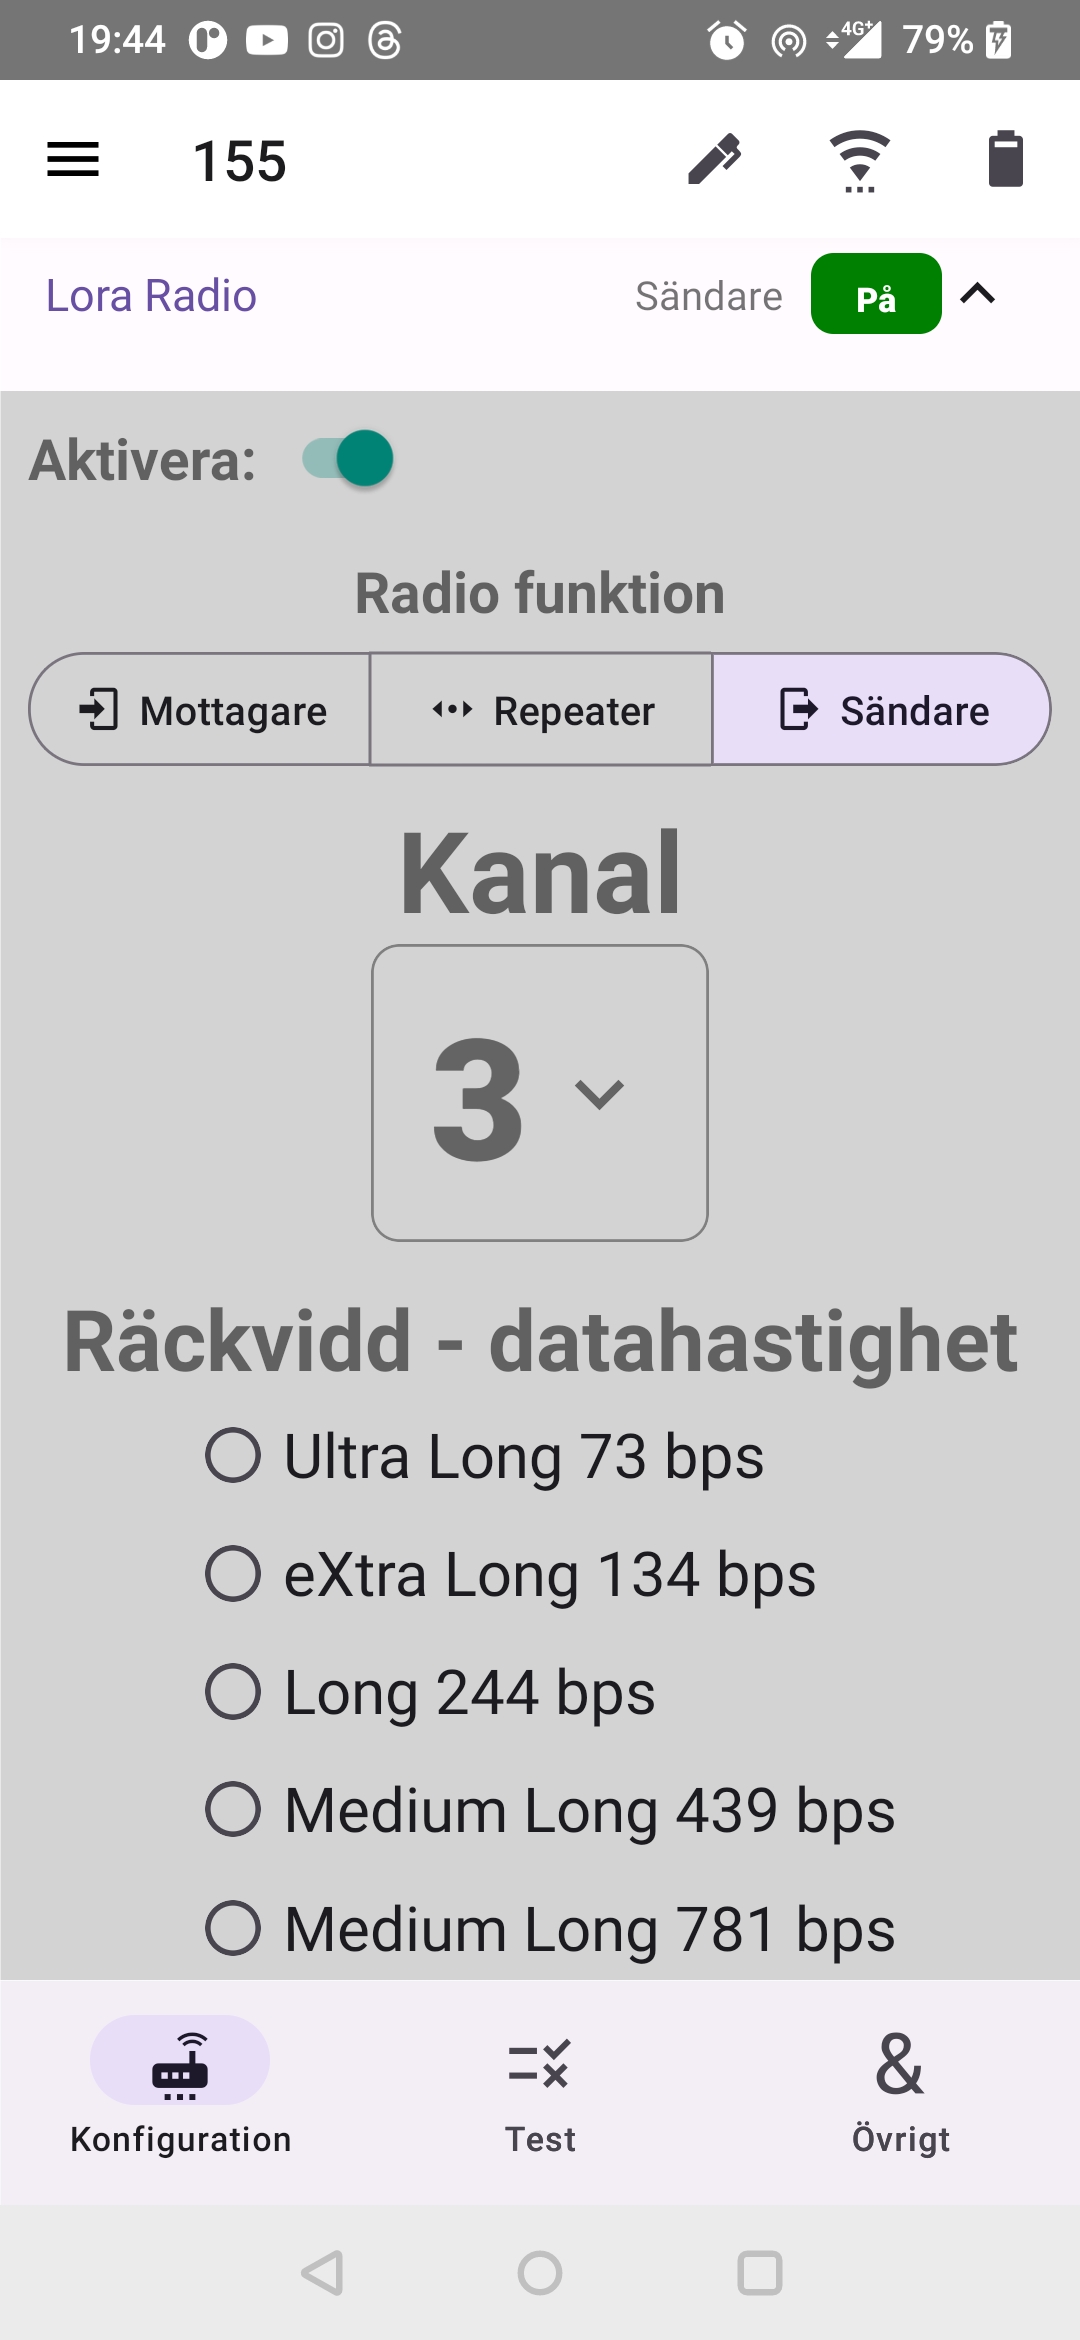 19:44 4G+ 79%
155
Lora Radio Sändare På
Aktivera:
Radio funktion
Mottagare Repeater Sändare
Kanal
3
Räckvidd - datahastighet
Ultra Long 73 bps
eXtra Long 134 bps
Long 244 bps
Medium Long 439 bps
Medium Long 781 bps
&
Konfiguration Test Övrigt